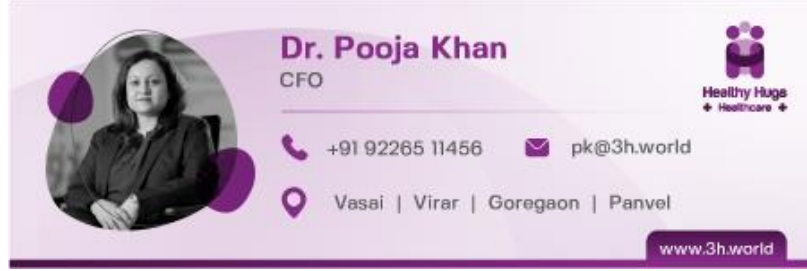 Dr. Pooja Khan
CFO
Healthy Hugs
+ Healthcare +
+91 92265 11456
pk@3h.world
Vasai | Virar | Goregaon | Panvel
www.3h.world